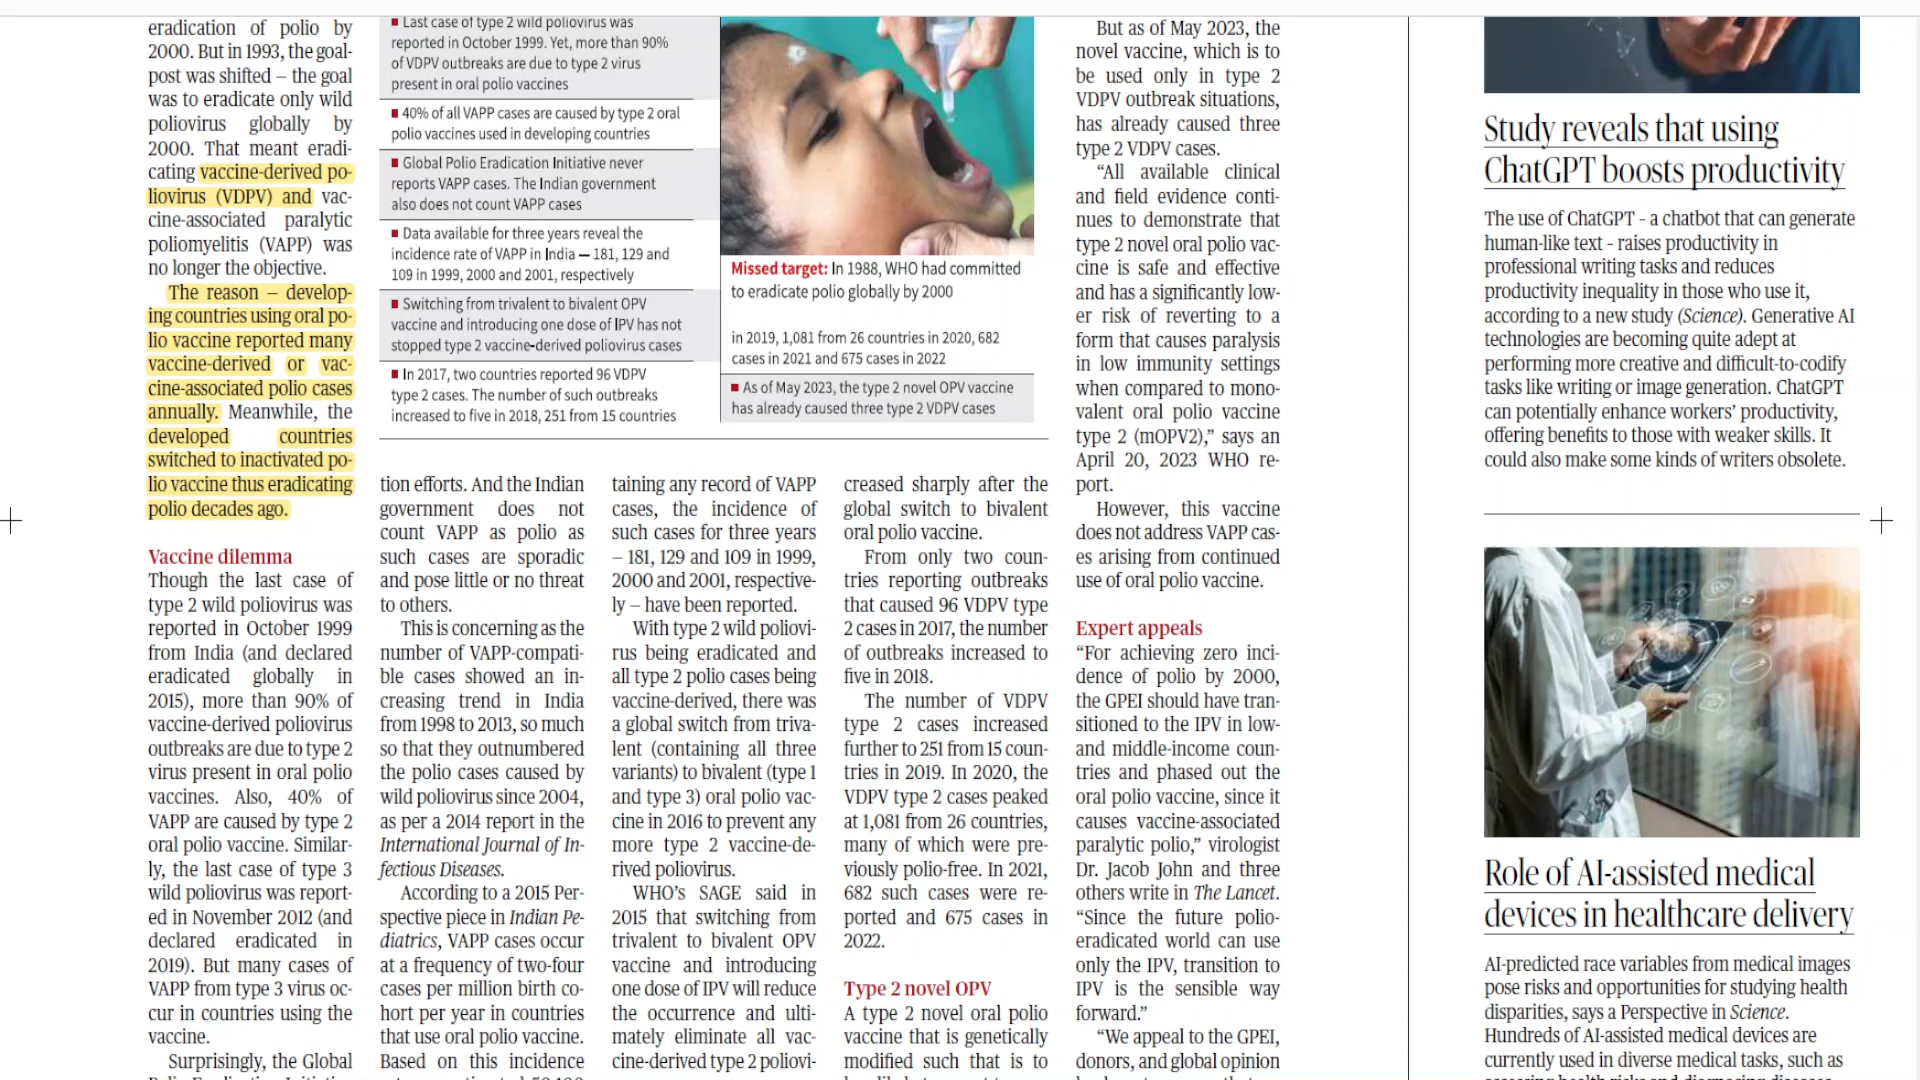 eradication of polio by
2000. But in 1993, the goal-
post was shifted – the goal
was to eradicate only wild
poliovirus globally by
2000. That meant eradi-
cating vaccine-derived po-
liovirus (VDPV) and vac-
cine-associated paralytic
poliomyelitis (VAPP) was
no longer the objective.
The reason – develop-
ing countries using oral po-
lio vaccine reported many
vaccine-derived or vac-
cine-associated polio cases
annually. Meanwhile, the
developed countries
switched to inactivated po-
lio vaccine thus eradicating
polio decades ago.
Vaccine dilemma
Though the last case of
type 2 wild poliovirus was
reported in October 1999
from India (and declared
eradicated globally in
2015), more than 90% of
vaccine-derived poliovirus
outbreaks are due to type 2
virus present in oral polio
vaccines. Also, 40% of
VAPP are caused by type 2
oral polio vaccine. Similar-
ly, the last case of type 3
wild poliovirus was report-
ed in November 2012 (and
declared eradicated in
2019). But many cases of
VAPP from type 3 virus oc-
cur in countries using the
vaccine.
Surprisingly, the Global
■ Last case of type 2 wild poliovirus was
reported in October 1999. Yet, more than 90%
of VDPV outbreaks are due to type 2 virus
present in oral polio vaccines
■ 40% of all VAPP cases are caused by type 2 oral
polio vaccines used in developing countries
■ Global Polio Eradication Initiative never
reports VAPP cases. The Indian government
also does not count VAPP cases
■ Data available for three years reveal the
incidence rate of VAPP in India — 181, 129 and
109 in 1999, 2000 and 2001, respectively
■ Switching from trivalent to bivalent OPV
vaccine and introducing one dose of IPV has not
stopped type 2 vaccine-derived poliovirus cases
■ In 2017, two countries reported 96 VDPV
type 2 cases. The number of such outbreaks
increased to five in 2018, 251 from 15 countries
Missed target: In 1988, WHO had committed
to eradicate polio globally by 2000
in 2019, 1,081 from 26 countries in 2020, 682
cases in 2021 and 675 cases in 2022
■ As of May 2023, the type 2 novel OPV vaccine
has already caused three type 2 VDPV cases
tion efforts. And the Indian
government does not
count VAPP as polio as
such cases are sporadic
and pose little or no threat
to others.
This is concerning as the
number of VAPP-compati-
ble cases showed an in-
creasing trend in India
from 1998 to 2013, so much
so that they outnumbered
the polio cases caused by
wild poliovirus since 2004,
as per a 2014 report in the
International Journal of In-
fectious Diseases.
According to a 2015 Per-
spective piece in Indian Pe-
diatrics, VAPP cases occur
at a frequency of two-four
cases per million birth co-
hort per year in countries
that use oral polio vaccine.
Based on this incidence
taining any record of VAPP
cases, the incidence of
such cases for three years
– 181, 129 and 109 in 1999,
2000 and 2001, respective-
ly – have been reported.
With type 2 wild poliovi-
rus being eradicated and
all type 2 polio cases being
vaccine-derived, there was
a global switch from triva-
lent (containing all three
variants) to bivalent (type 1
and type 3) oral polio vac-
cine in 2016 to prevent any
more type 2 vaccine-de-
rived poliovirus.
WHO’S SAGE said in
2015 that switching from
trivalent to bivalent OPV
vaccine and introducing
one dose of IPV will reduce
the occurrence and ulti-
mately eliminate all vac-
cine-derived type 2 poliovi-
creased sharply after the
global switch to bivalent
oral polio vaccine.
From only two coun-
tries reporting outbreaks
that caused 96 VDPV type
2 cases in 2017, the number
of outbreaks increased to
five in 2018.
The number of VDPV
type 2 cases increased
further to 251 from 15 coun-
tries in 2019. In 2020, the
VDPV type 2 cases peaked
at 1,081 from 26 countries,
many of which were pre-
viously polio-free. In 2021,
682 such cases were re-
ported and 675 cases in
2022.
Type 2 novel OPV
A type 2 novel oral polio
vaccine that is genetically
modified such that is to
But as of May 2023, the
novel vaccine, which is to
be used only in type 2
VDPV outbreak situations,
has already caused three
type 2 VDPV cases.
“All available clinical
and field evidence conti-
nues to demonstrate that
type 2 novel oral polio vac-
cine is safe and effective
and has a significantly low-
er risk of reverting to a
form that causes paralysis
in low immunity settings
when compared to mono-
valent oral polio vaccine
type 2 (mOPV2),” says an
April 20, 2023 WHO re-
port.
However, this vaccine
does not address VAPP cas-
es arising from continued
use of oral polio vaccine.
Expert appeals
“For achieving zero inci-
dence of polio by 2000,
the GPEI should have tran-
sitioned to the IPV in low-
and middle-income coun-
tries and phased out the
oral polio vaccine, since it
causes vaccine-associated
paralytic polio,” virologist
Dr. Jacob John and three
others write in The Lancet.
“Since the future polio-
eradicated world can use
only the IPV, transition to
IPV is the sensible way
forward.”
“We appeal to the GPEI,
donors, and global opinion
Study reveals that using
ChatGPT boosts productivity
The use of ChatGPT - a chatbot that can generate
human-like text - raises productivity in
professional writing tasks and reduces
productivity inequality in those who use it,
according to a new study (Science). Generative AI
technologies are becoming quite adept at
performing more creative and difficult-to-codify
tasks like writing or image generation. ChatGPT
can potentially enhance workers’ productivity,
offering benefits to those with weaker skills. It
could also make some kinds of writers obsolete.
Role of AI-assisted medical
devices in healthcare delivery
AI-predicted race variables from medical images
pose risks and opportunities for studying health
disparities, says a Perspective in Science.
Hundreds of AI-assisted medical devices are
currently used in diverse medical tasks, such as